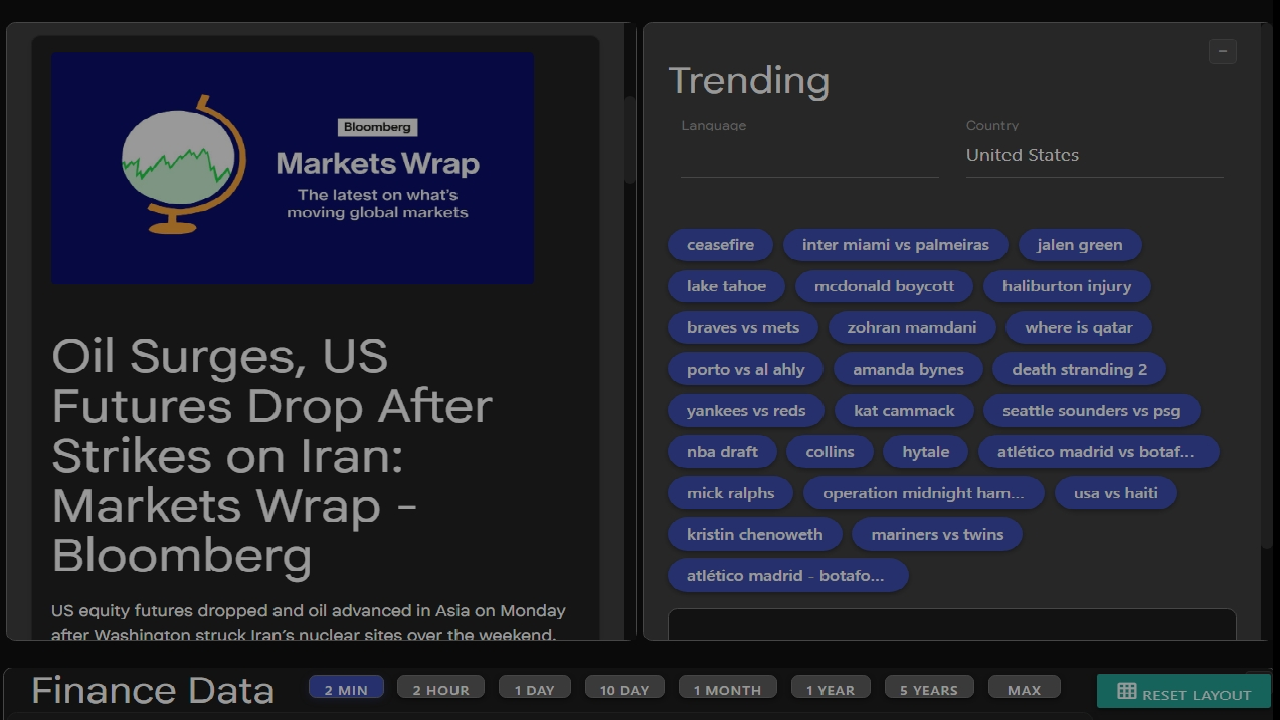 Bloomberg
Markets Wrap
The latest on what's
moving global markets
Oil Surges, US
Futures Drop After
Strikes on Iran:
Markets Wrap -
Bloomberg
US equity futures dropped and oil advanced in Asia on Monday
after Washington struck Iran's nuclear sites over the weekend,
Trending
Language
Country
United States
ceasefire
inter miami vs palmeiras
jalen green
lake tahoe
mcdonald boycott
haliburton injury
braves vs mets
zohran mamdani
where is qatar
porto vs al ahly
amanda bynes
death stranding 2
yankees vs reds
kat cammack
seattle sounders vs psg
nba draft
collins
hytale
atlético madrid vs botaf...
mick ralphs
operation midnight ham...
usa vs haiti
kristin chenoweth
mariners vs twins
atlético madrid - botafo...
Finance Data
2 MIN
2 HOUR
1 DAY
10 DAY
1 MONTH
1 YEAR
5 YEARS
MAX
RESET LAYOUT